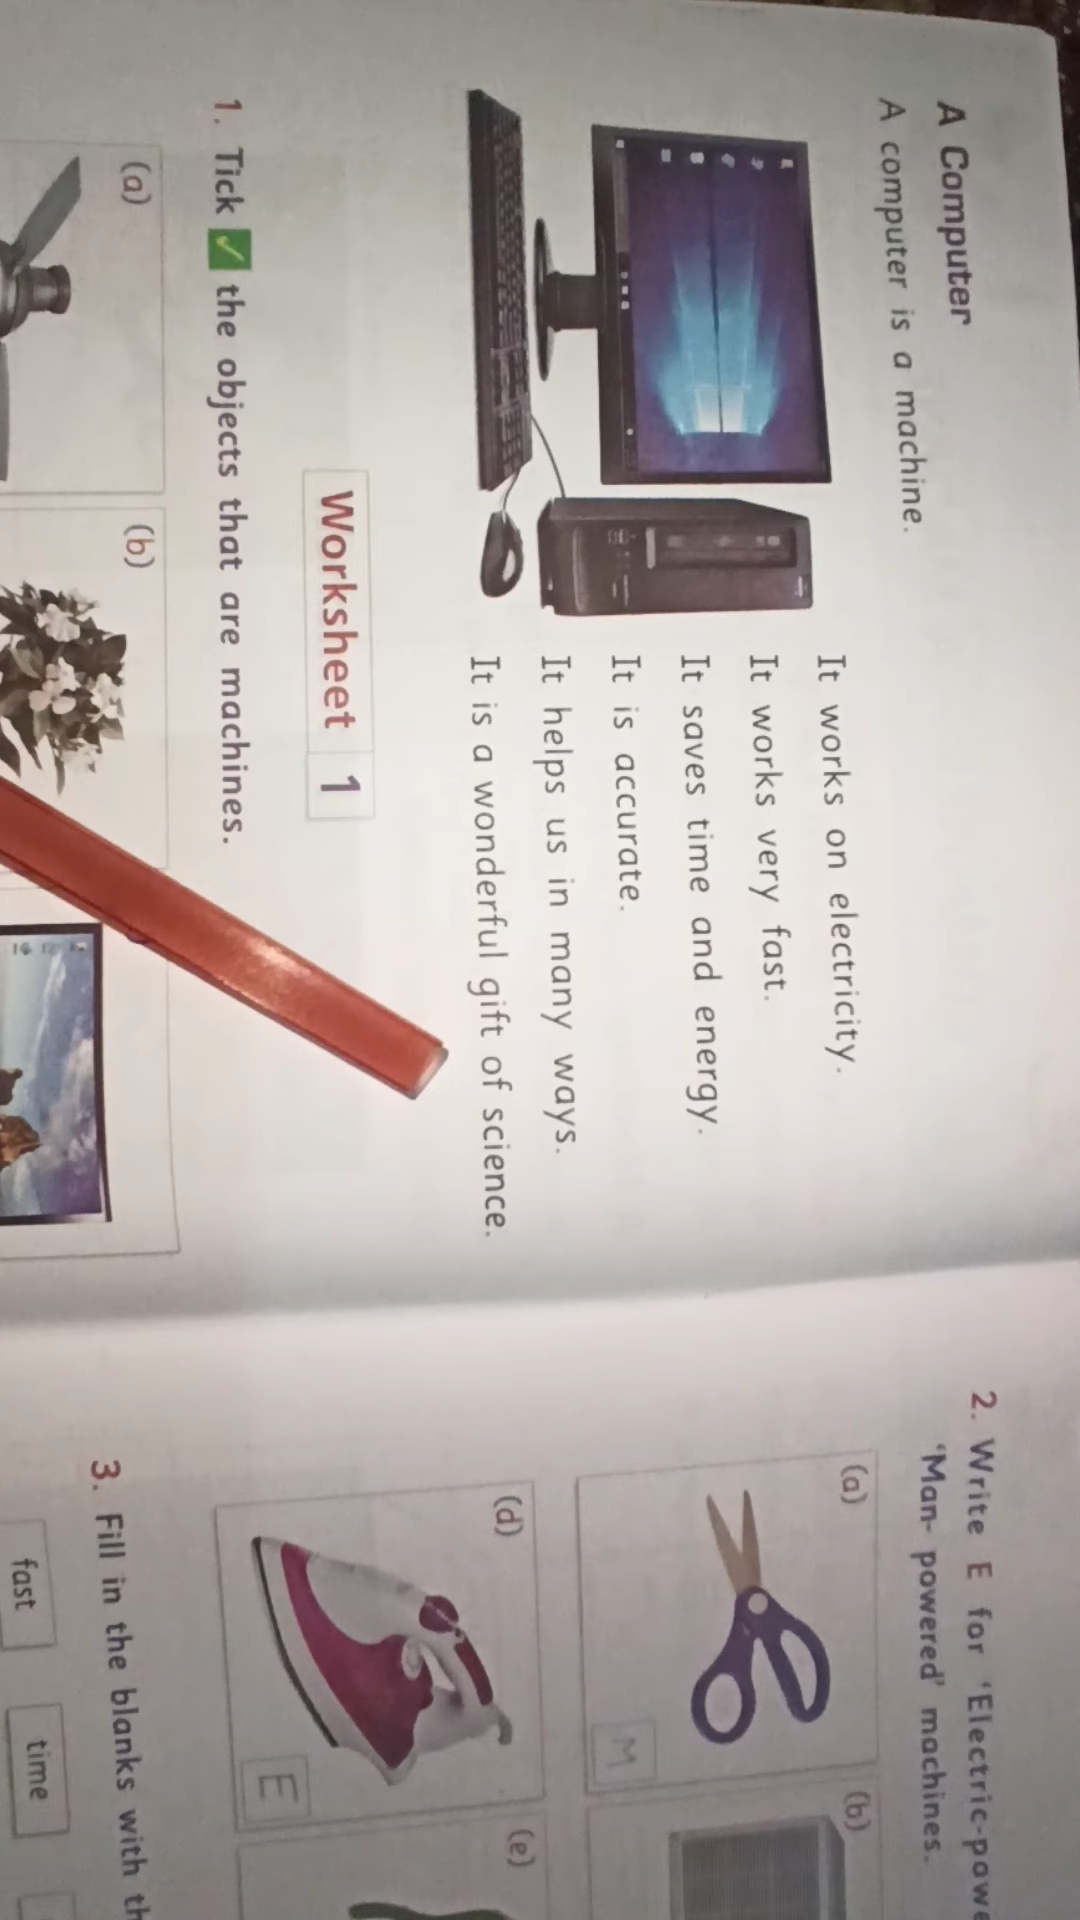 A Computer
A computer is a machine.
It works on electricity.
It works very fast.
It saves time and energy.
It is accurate.
It helps us in many ways.
It is a wonderful gift of science.
Worksheet 1
1. Tick ✓ the objects that are machines.
(a)
(b)
2. Write E for 'Electric-powe
'Man- powered' machines.
(a)
M
(b)
(d)
E
(e)
3. Fill in the blanks with th
fast
time